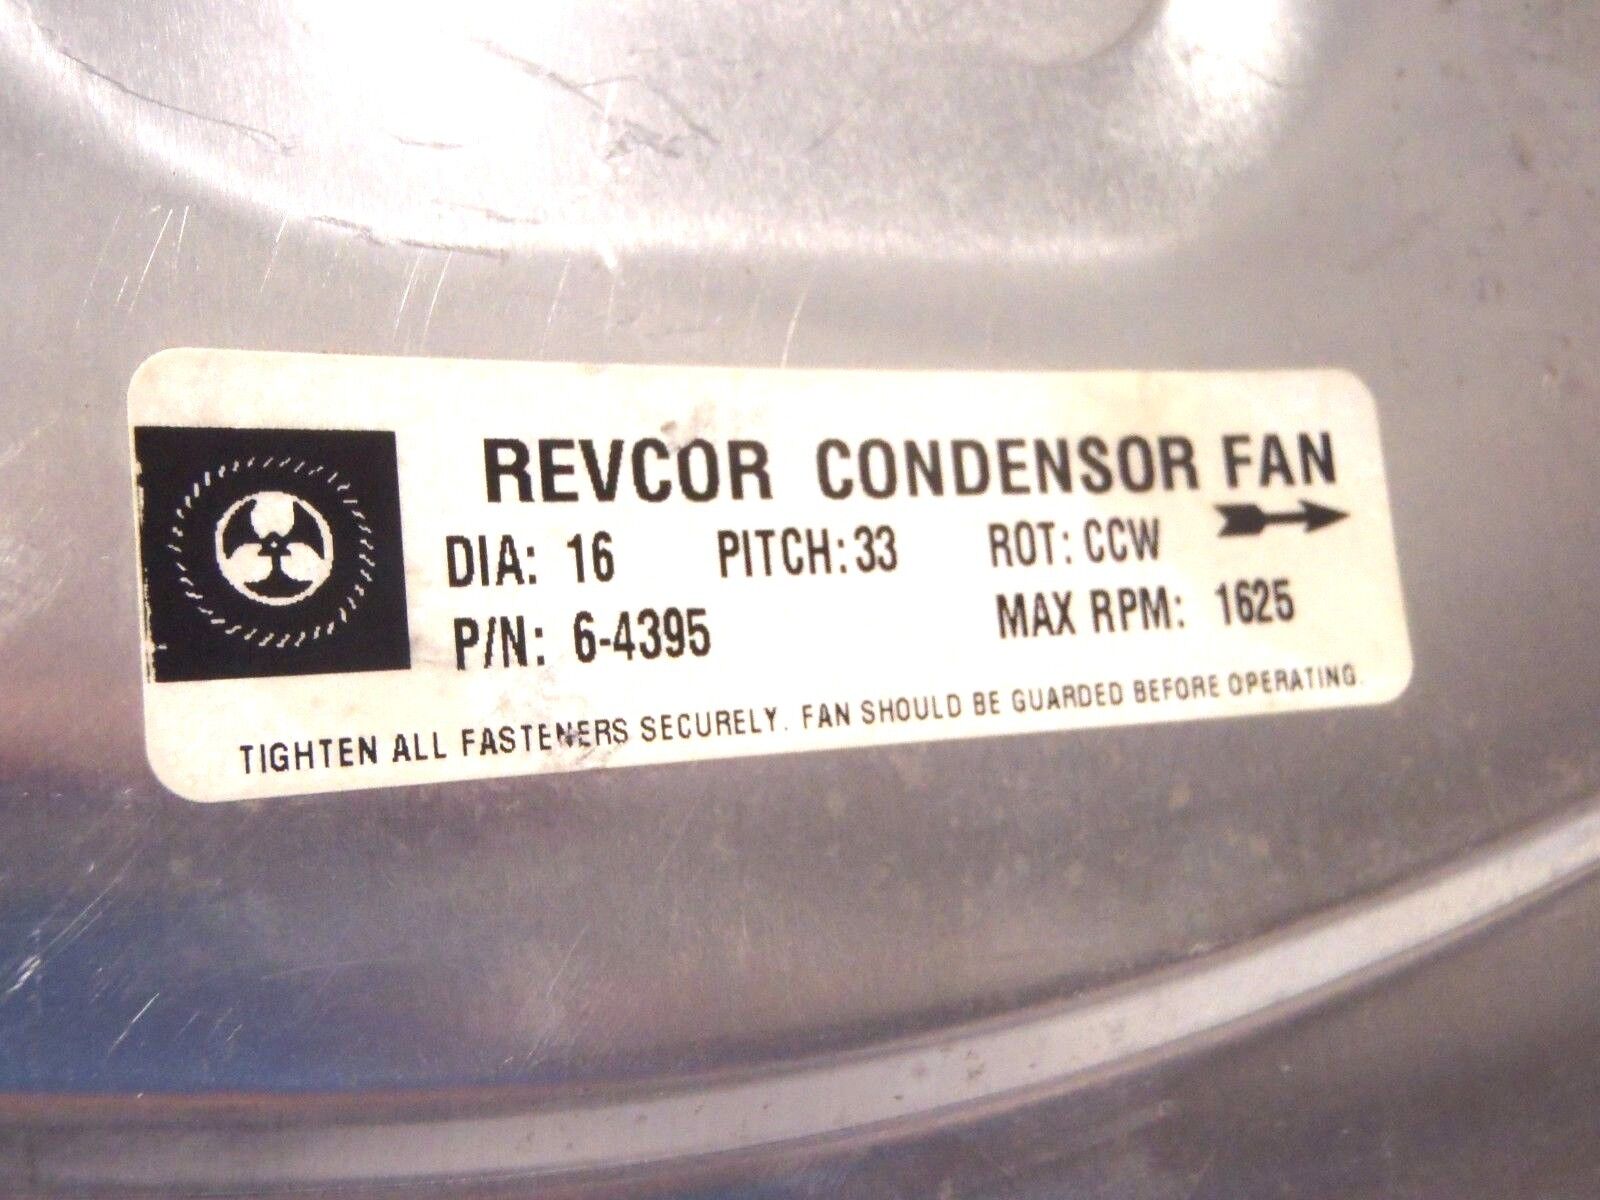 REVCOR CONDENSOR FAN
DIA: 16 PITCH: 33 ROT: CCW
P/N: 6-4395 MAX RPM: 1625
TIGHTEN ALL FASTENERS SECURELY. FAN SHOULD BE GUARDED BEFORE OPERATING.